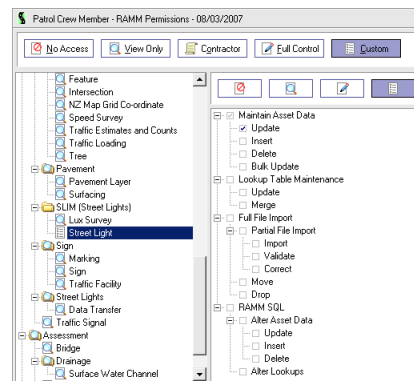 Patrol Crew Member - RAMM Permissions - 08/03/2007
No Access
View Only
Contractor
Full Control
Custom
Feature
Intersection
NZ Map Grid Co-ordinate
Speed Survey
Traffic Estimates and Counts
Traffic Loading
Tree
Pavement
Pavement Layer
Surfacing
SLIM (Street Lights)
Lux Survey
Street Light
Sign
Marking
Sign
Traffic Facility
Street Lights
Data Transfer
Traffic Signal
Assessment
Bridge
Drainage
Surface Water Channel
Maintain Asset Data
Update
Insert
Delete
Bulk Update
Lookup Table Maintenance
Update
Merge
Full File Import
Partial File Import
Import
Validate
Correct
Move
Drop
RAMM SQL
Alter Asset Data
Update
Insert
Delete
Alter Lookups